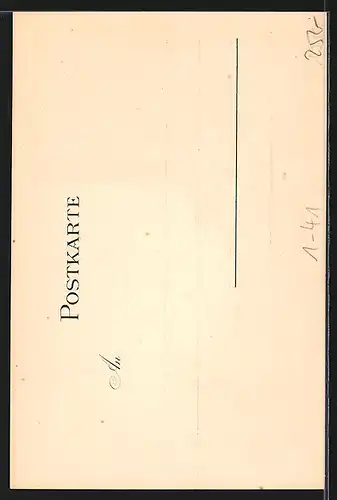 POSTKARTE
An
1-41
252-